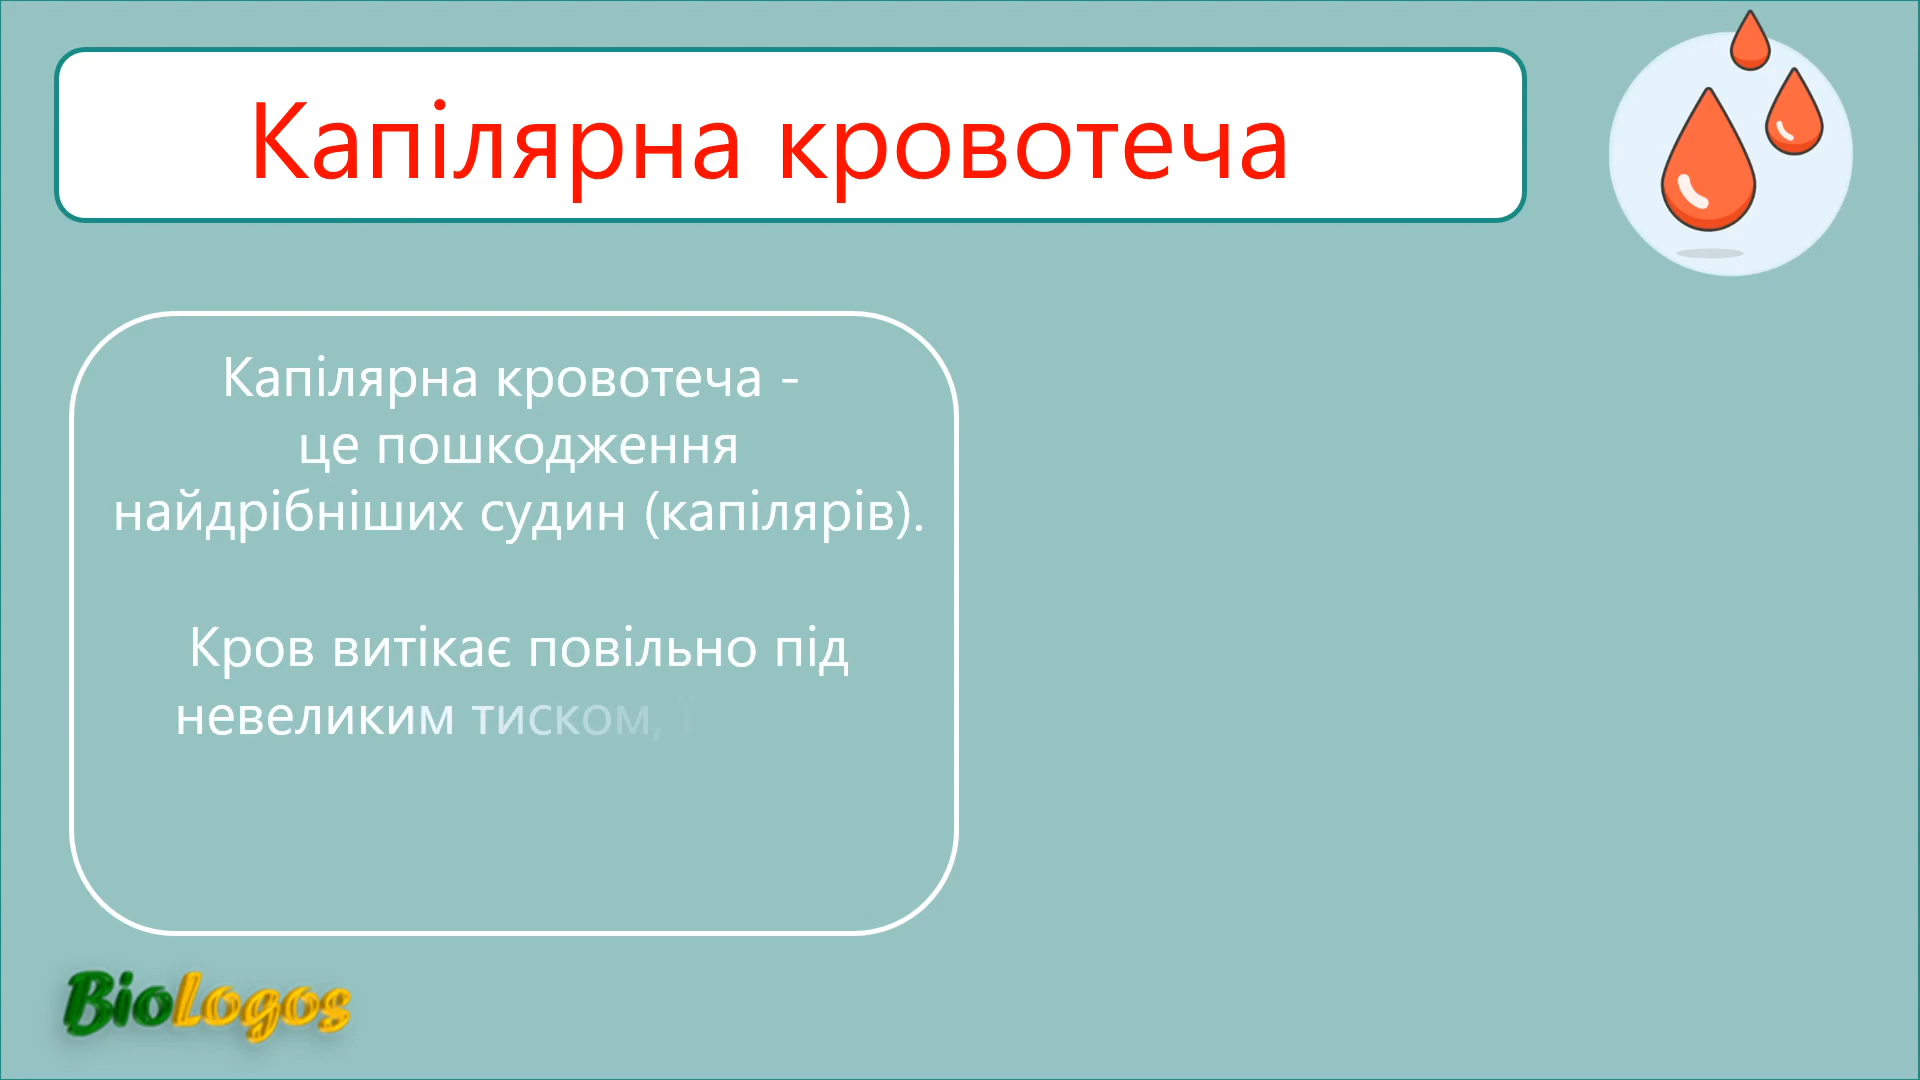 Капілярна кровотеча
Капілярна кровотеча -
це пошкодження
найдрібніших судин (капілярів).
Кров витікає повільно під
невеликим тиском,
BioLogos